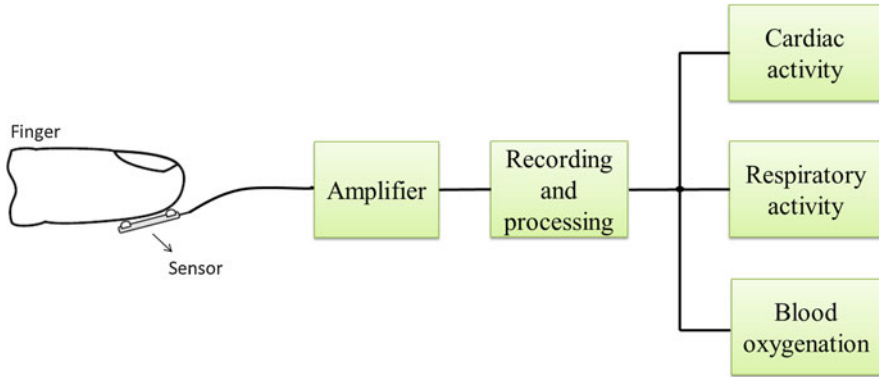 Finger
Sensor
Amplifier
Recording
and
processing
Cardiac
activity
Respiratory
activity
Blood
oxygenation